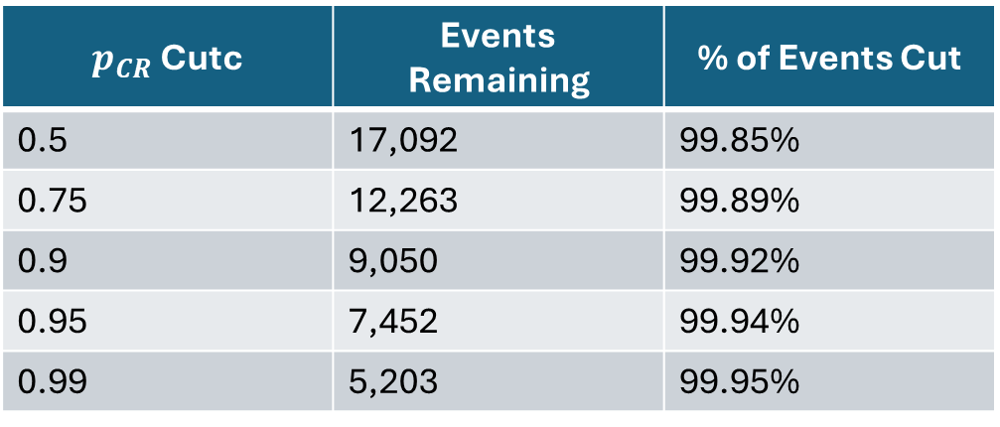 p_CR Cutc | Events Remaining | % of Events Cut
0.5 | 17,092 | 99.85%
0.75 | 12,263 | 99.89%
0.9 | 9,050 | 99.92%
0.95 | 7,452 | 99.94%
0.99 | 5,203 | 99.95%